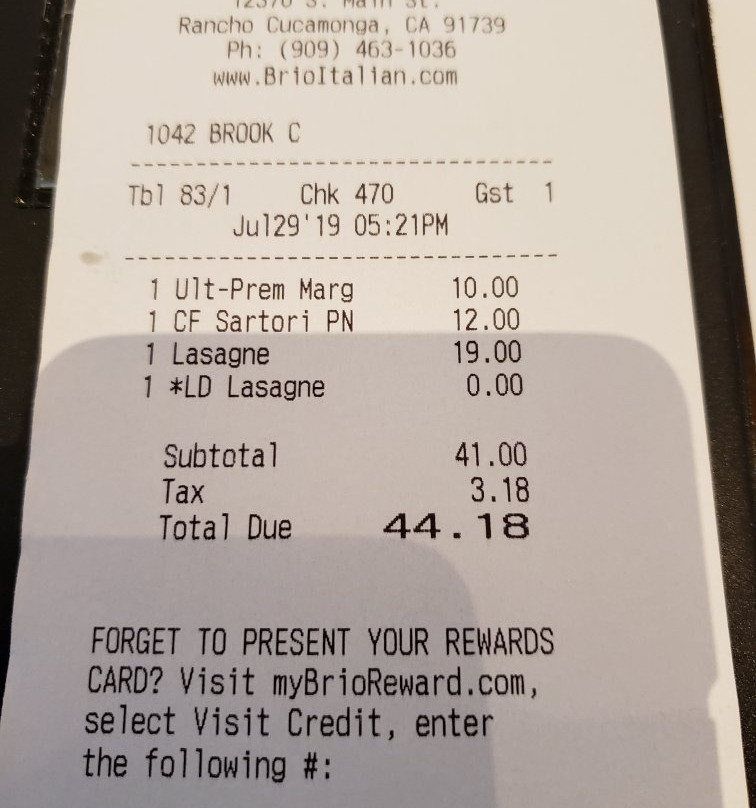 12370 S. Main St.
Rancho Cucamonga, CA 91739
Ph: (909) 463-1036
www.BrioItalian.com
1042 BROOK C
Tbl 83/1 Chk 470 Gst 1
Jul29'19 05:21PM
1 Ult-Prem Marg 10.00
1 CF Sartori PN 12.00
1 Lasagne 19.00
1 *LD Lasagne 0.00
Subtotal 41.00
Tax 3.18
Total Due 44.18
FORGET TO PRESENT YOUR REWARDS
CARD? Visit myBrioReward.com,
select Visit Credit, enter
the following #: